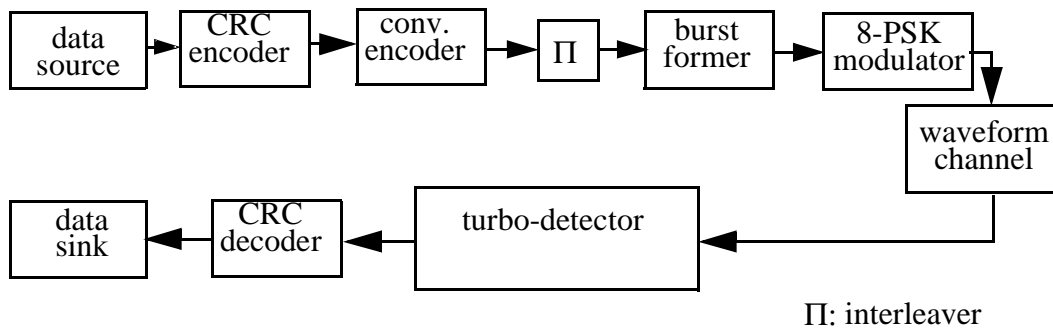 data
source
CRC
encoder
conv.
encoder
Π
burst
former
8-PSK
modulator
waveform
channel
turbo-detector
CRC
decoder
data
sink
Π: interleaver